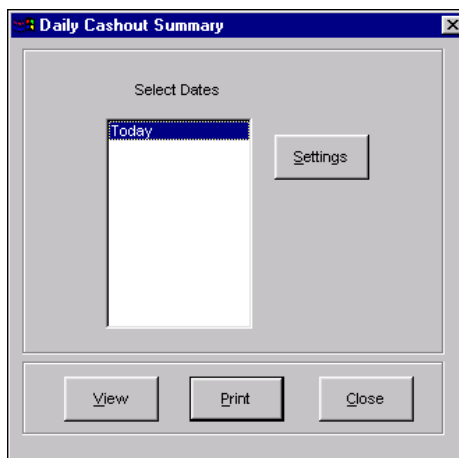 Daily Cashout Summary
Select Dates
Today
Settings
View Print Close